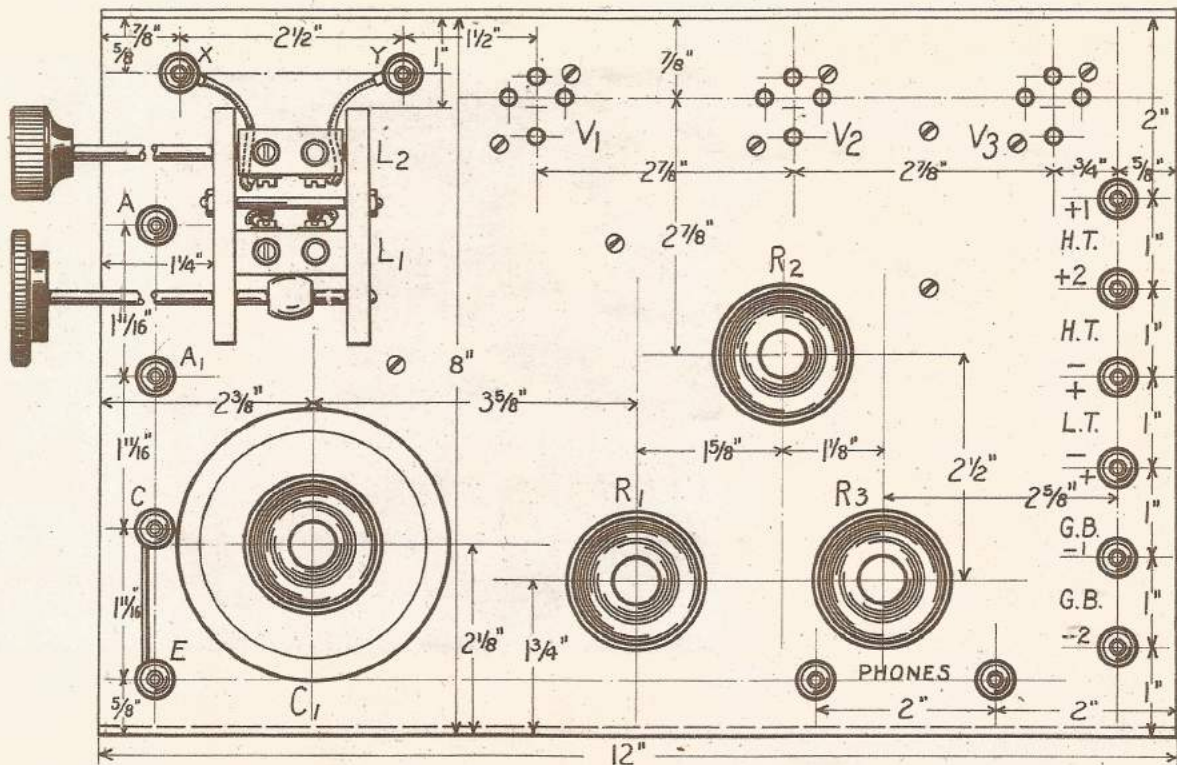 7/8" 2 1/2" 1 1/2"
5/8 X Y 1" 7/8"
L2 V1 V2 V3 2"
2 7/8" 2 7/8" 3/4" 5/8"
A +1
1 1/4" L1 2 7/8" H.T. 1"
R2 +2
1 11/16" H.T. 1"
A1 8" -
2 3/8" 3 5/8" +
1 11/16" 1 5/8" 1 1/8" L.T. 1"
2 1/2" -
C R1 R3 2 5/8" +
G.B. 1"
-1
1 11/16" 2 1/8" 1 3/4" G.B. 1"
E --2
PHONES
5/8" C1 2" 2" 1"
12"